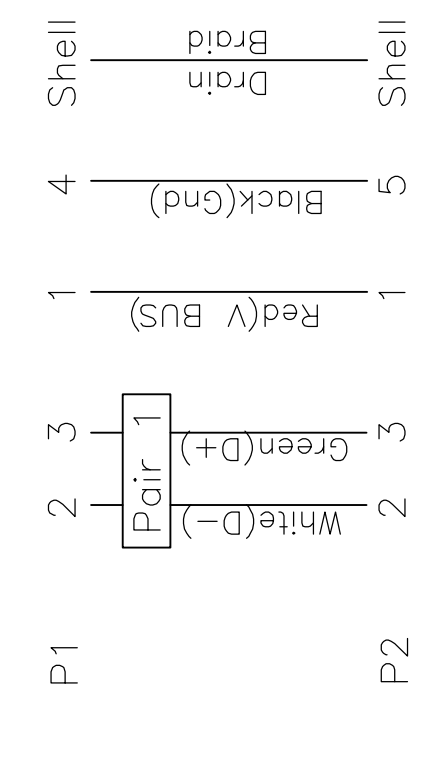 P1 2 3 1 4 Shell
Pair 1
White(D-)
Green(D+)
Red(V BUS)
Black(Gnd)
Drain
Braid
P2 2 3 1 5 Shell